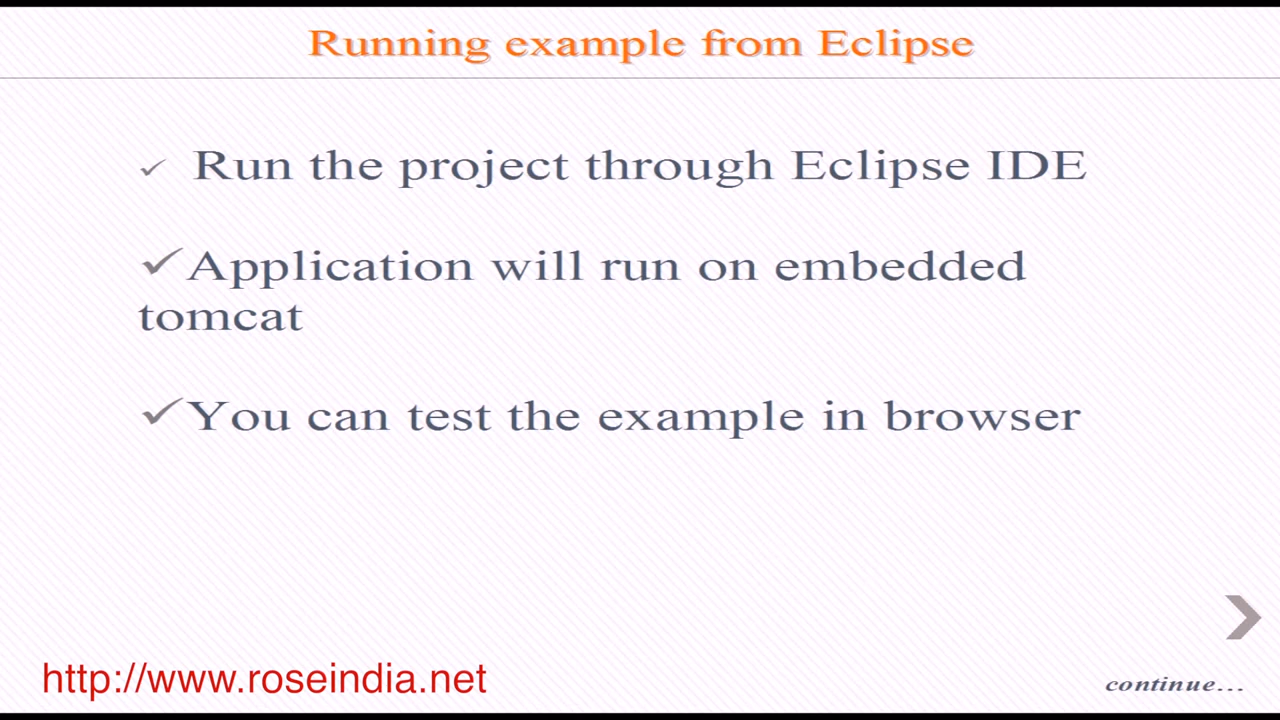 Running example from Eclipse
✓ Run the project through Eclipse IDE
✓Application will run on embedded
tomcat
✓You can test the example in browser
http://www.roseindia.net
continue...